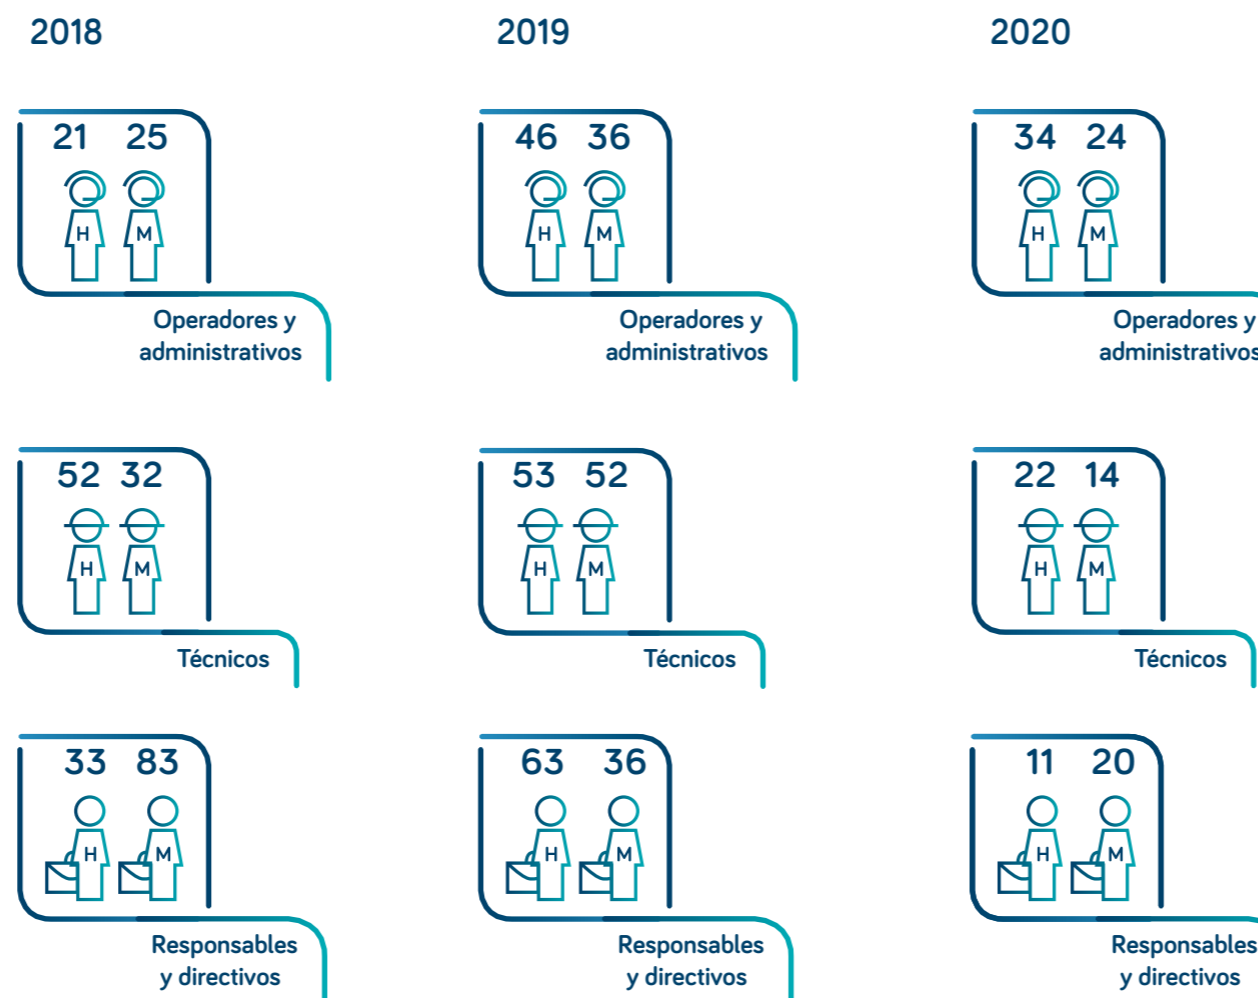 2018
2019
2020
21 25
46 36
34 24
H M
H M
H M
Operadores y
administrativos
Operadores y
administrativos
Operadores y
administrativos
52 32
53 52
22 14
H M
H M
H M
Técnicos
Técnicos
Técnicos
33 83
63 36
11 20
H M
H M
H M
Responsables
y directivos
Responsables
y directivos
Responsables
y directivos